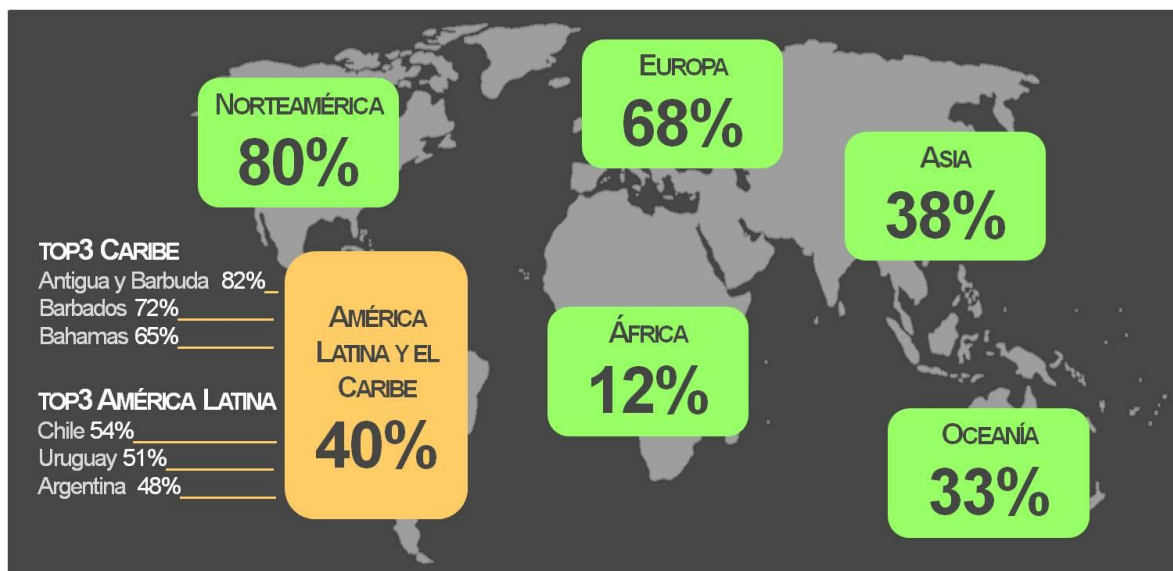 NORTEAMÉRICA
80%
EUROPA
68%
ASIA
38%
TOP3 CARIBE
Antigua y Barbuda 82%
Barbados 72%
Bahamas 65%
TOP3 AMÉRICA LATINA
Chile 54%
Uruguay 51%
Argentina 48%
AMÉRICA
LATINA Y EL
CARIBE
40%
ÁFRICA
12%
OCEANÍA
33%